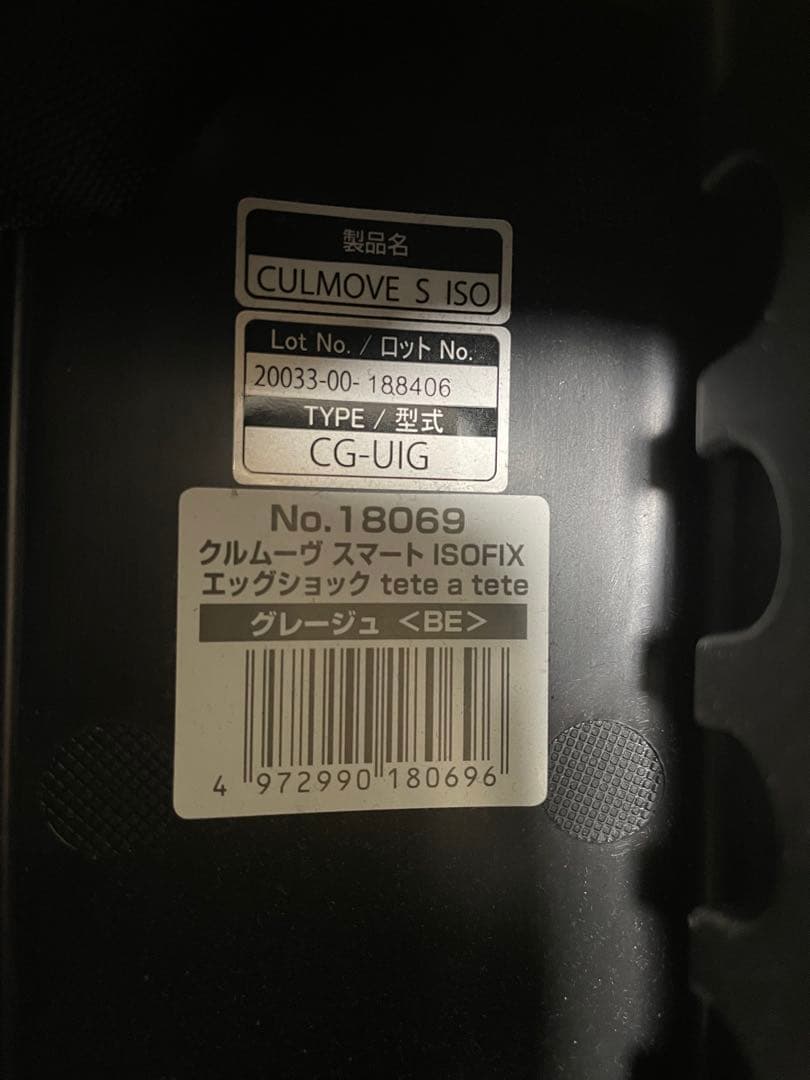 製品名
CULMOVE S ISO
Lot No. / ロット No.
20033-00-188406
TYPE / 型式
CG-UIG
No.18069
クルムーヴ スマート ISOFIX
エッグショック tete a tete
グレージュ <BE>
4 972990 180696